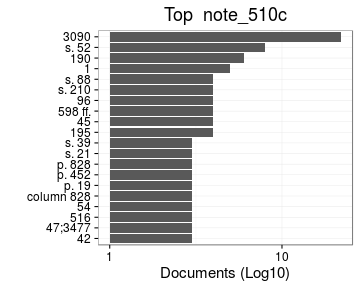 Top note_510c
3090
s. 52
190
1
s. 88
s. 210
96
598 ff.
45
195
s. 39
s. 21
p. 828
p. 452
p. 19
column 828
54
516
47;3477
42
1 10
Documents (Log10)